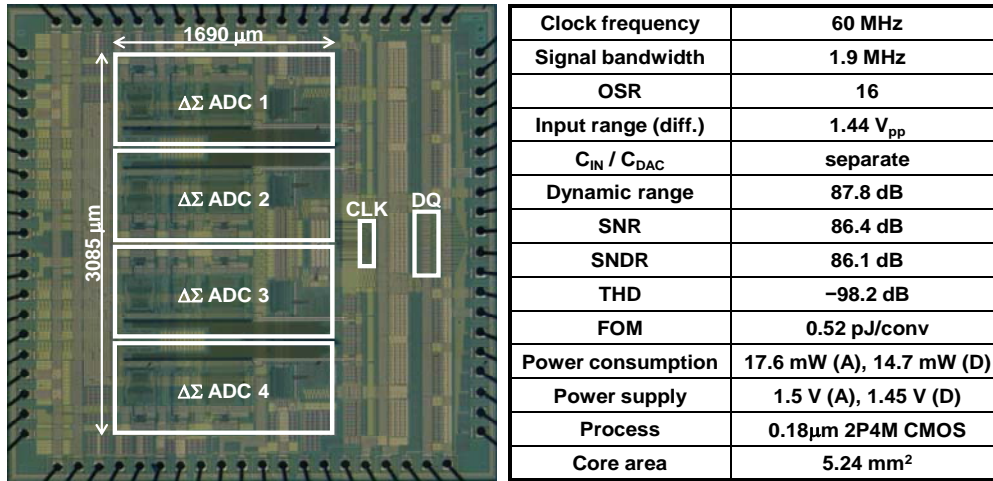 1690 µm
3085 µm
ΔΣ ADC 1
ΔΣ ADC 2
CLK
DQ
ΔΣ ADC 3
ΔΣ ADC 4
Clock frequency 60 MHz
Signal bandwidth 1.9 MHz
OSR 16
Input range (diff.) 1.44 Vpp
CIN / CDAC separate
Dynamic range 87.8 dB
SNR 86.4 dB
SNDR 86.1 dB
THD −98.2 dB
FOM 0.52 pJ/conv
Power consumption 17.6 mW (A), 14.7 mW (D)
Power supply 1.5 V (A), 1.45 V (D)
Process 0.18µm 2P4M CMOS
Core area 5.24 mm²